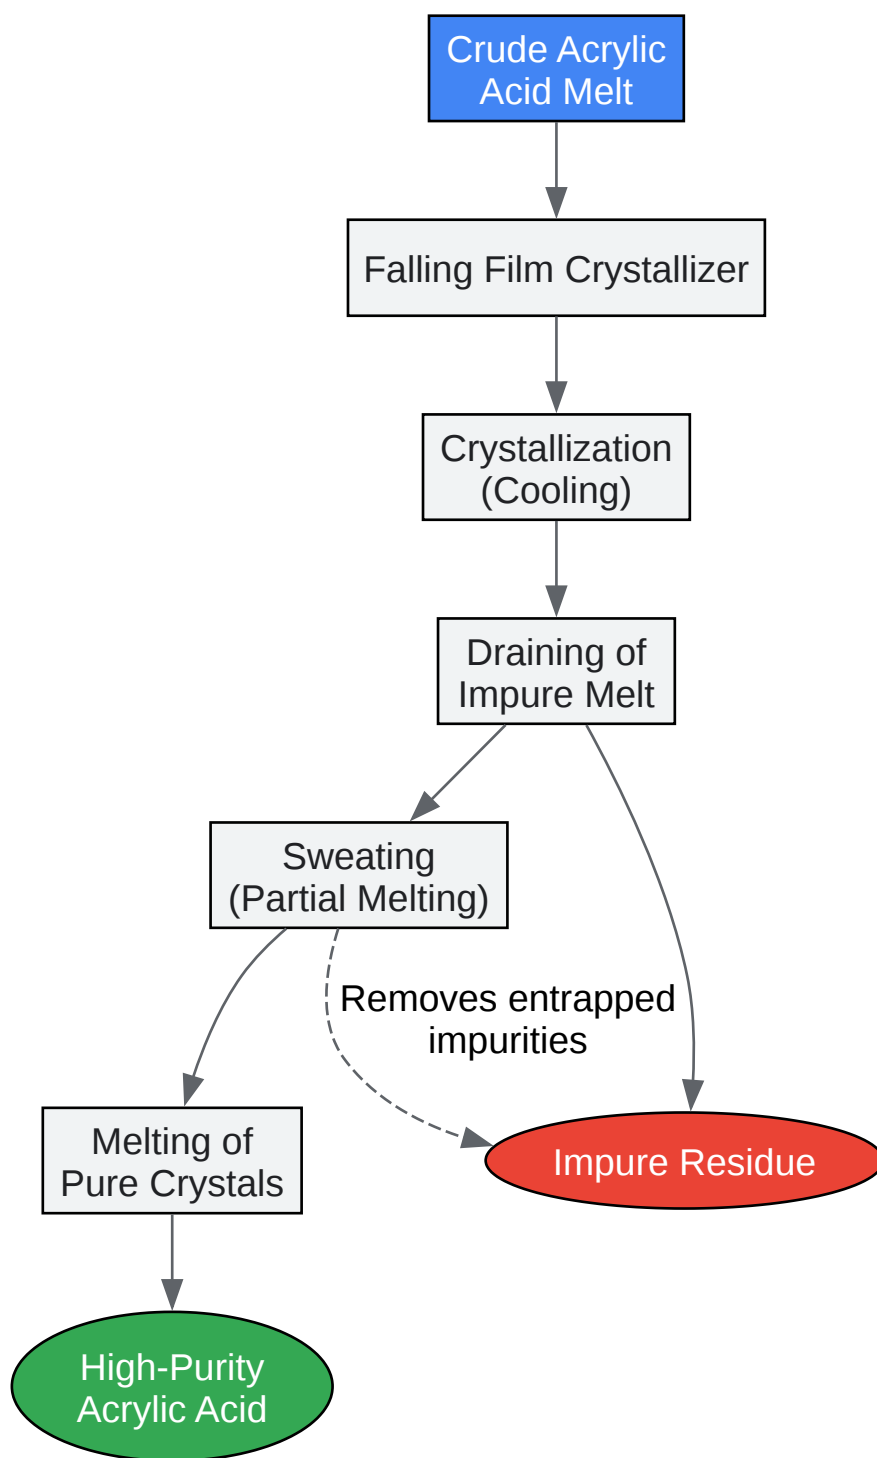 Crude Acrylic
Acid Melt
Falling Film Crystallizer
Crystallization
(Cooling)
Draining of
Impure Melt
Sweating
(Partial Melting)
Removes entrapped
impurities
Melting of
Pure Crystals
Impure Residue
High-Purity
Acrylic Acid